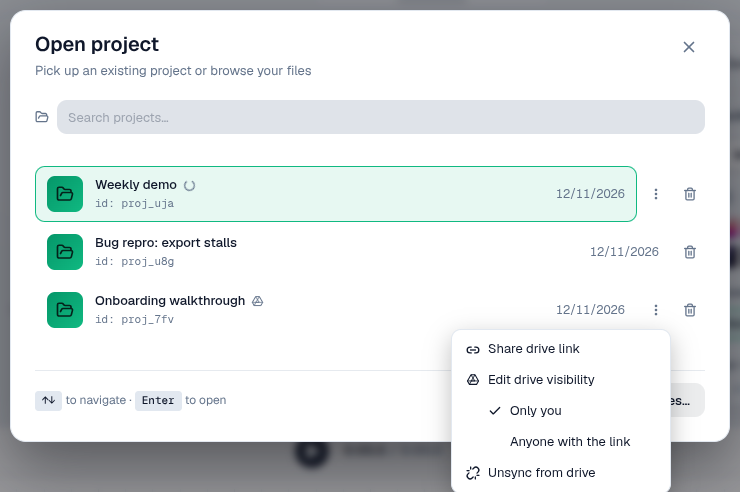 Open project
Pick up an existing project or browse your files
Search projects...
Weekly demo
id: proj_uja
12/11/2026
Bug repro: export stalls
id: proj_u8g
12/11/2026
Onboarding walkthrough
id: proj_7fv
12/11/2026
Share drive link
Edit drive visibility
Only you
Anyone with the link
Unsync from drive
↑↓ to navigate · Enter to open